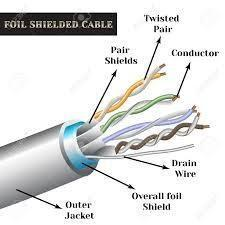 FOIL SHIELDED CABLE
Twisted
Pair
Pair
Shields
Conductor
Drain
Wire
Overall foil
Shield
Outer
Jacket